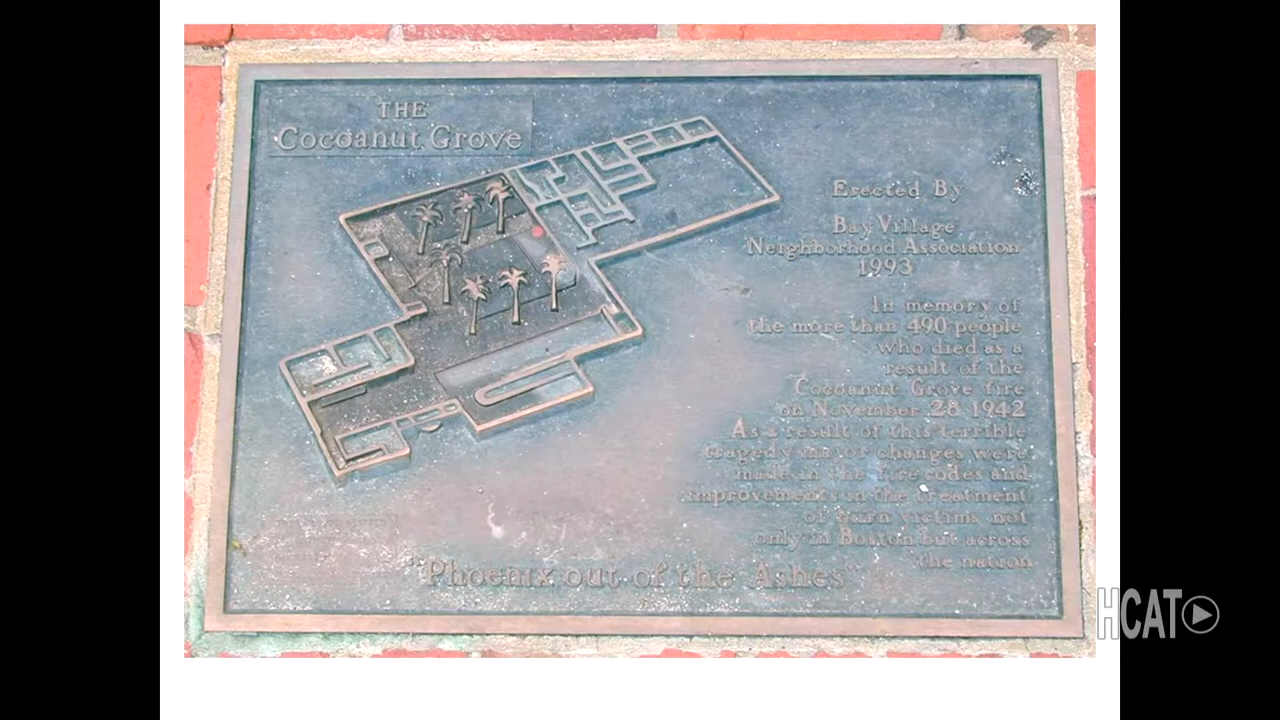 THE
Cocoanut Grove
Erected By
Bay Village
Neighborhood Association
1993
In memory of
the more than 490 people
who died as a
result of the
Cocoanut Grove fire
on November 28 1942
As a result of this terrible
tragedy major changes were
made in the fire codes and
improvements in the treatment
of burn victims not
only in Boston but across
the nation
"Phoenix out of the Ashes"
HCAT